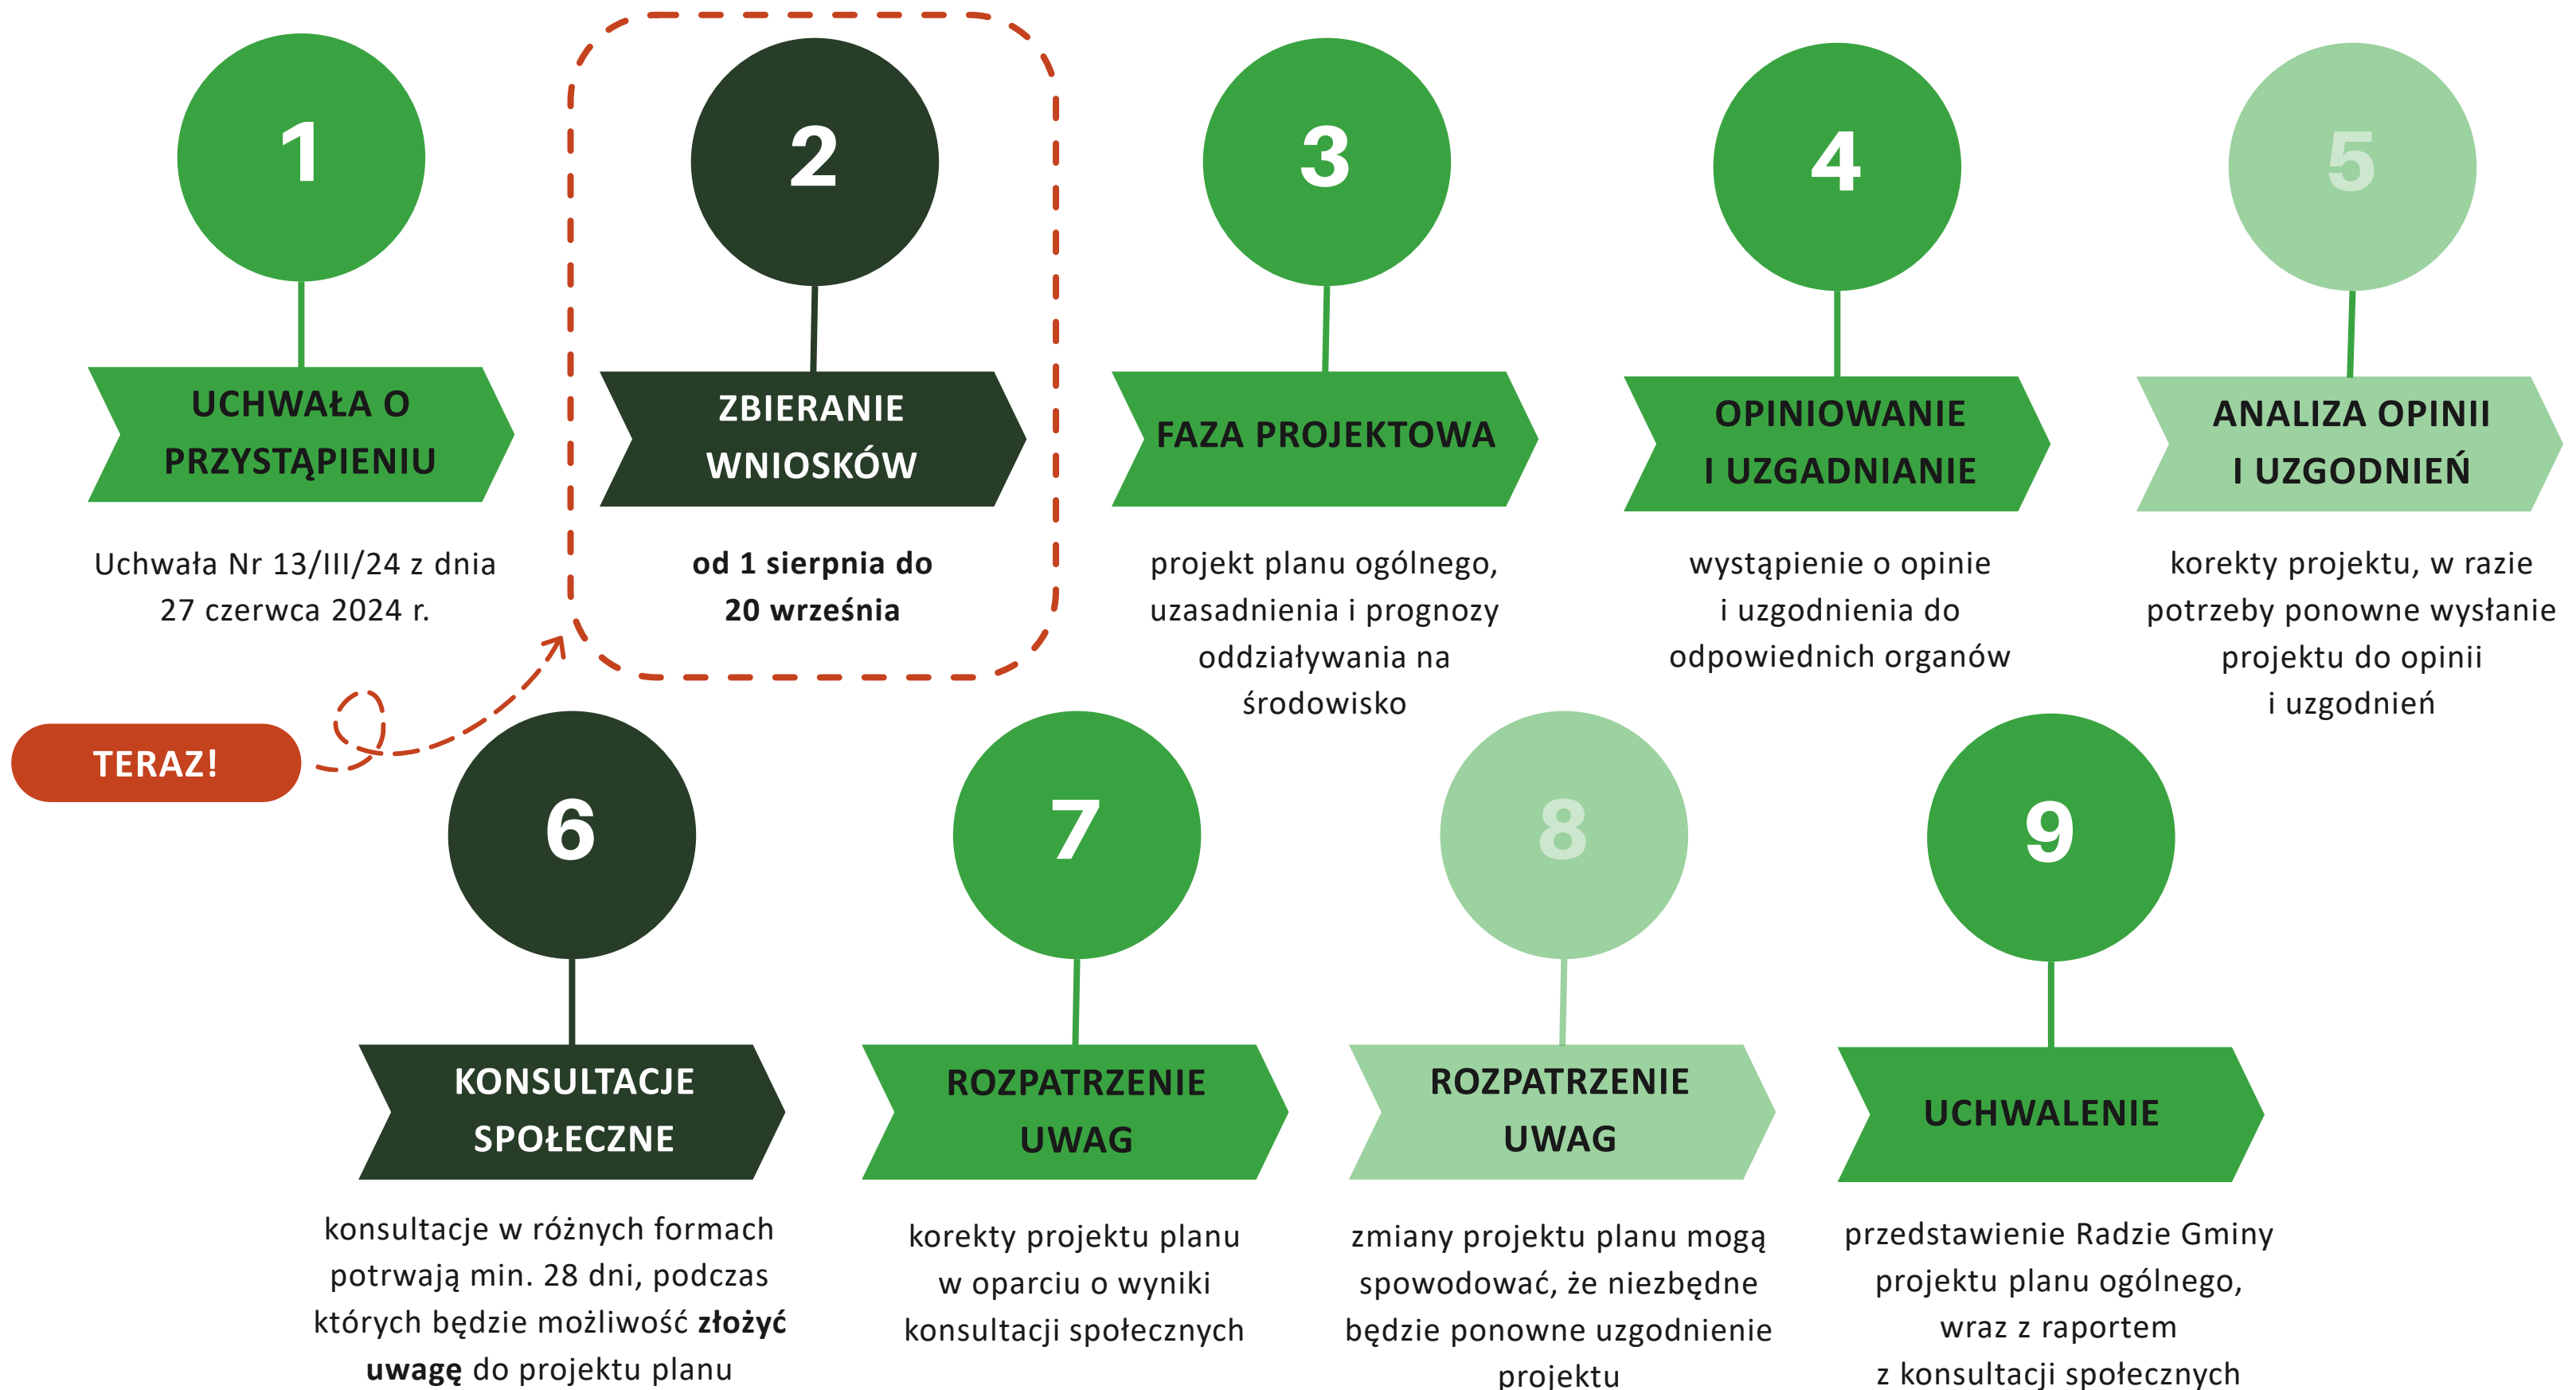 1
UCHWAŁA O
PRZYSTĄPIENIU
Uchwała Nr 13/III/24 z dnia
27 czerwca 2024 r.
2
ZBIERANIE
WNIOSKÓW
od 1 sierpnia do
20 września
3
FAZA PROJEKTOWA
projekt planu ogólnego,
uzasadnienia i prognozy
oddziaływania na
środowisko
4
OPINIOWANIE
I UZGADNIANIE
wystąpienie o opinie
i uzgodnienia do
odpowiednich organów
5
ANALIZA OPINII
I UZGODNIEŃ
korekty projektu, w razie
potrzeby ponowne wysłanie
projektu do opinii
i uzgodnień
TERAZ!
6
KONSULTACJE
SPOŁECZNE
konsultacje w różnych formach
potrwają min. 28 dni, podczas
których będzie możliwość złożyć
uwagę do projektu planu
7
ROZPATRZENIE
UWAG
korekty projektu planu
w oparciu o wyniki
konsultacji społecznych
8
ROZPATRZENIE
UWAG
zmiany projektu planu mogą
spowodować, że niezbędne
będzie ponowne uzgodnienie
projektu
9
UCHWALENIE
przedstawienie Radzie Gminy
projektu planu ogólnego,
wraz z raportem
z konsultacji społecznych